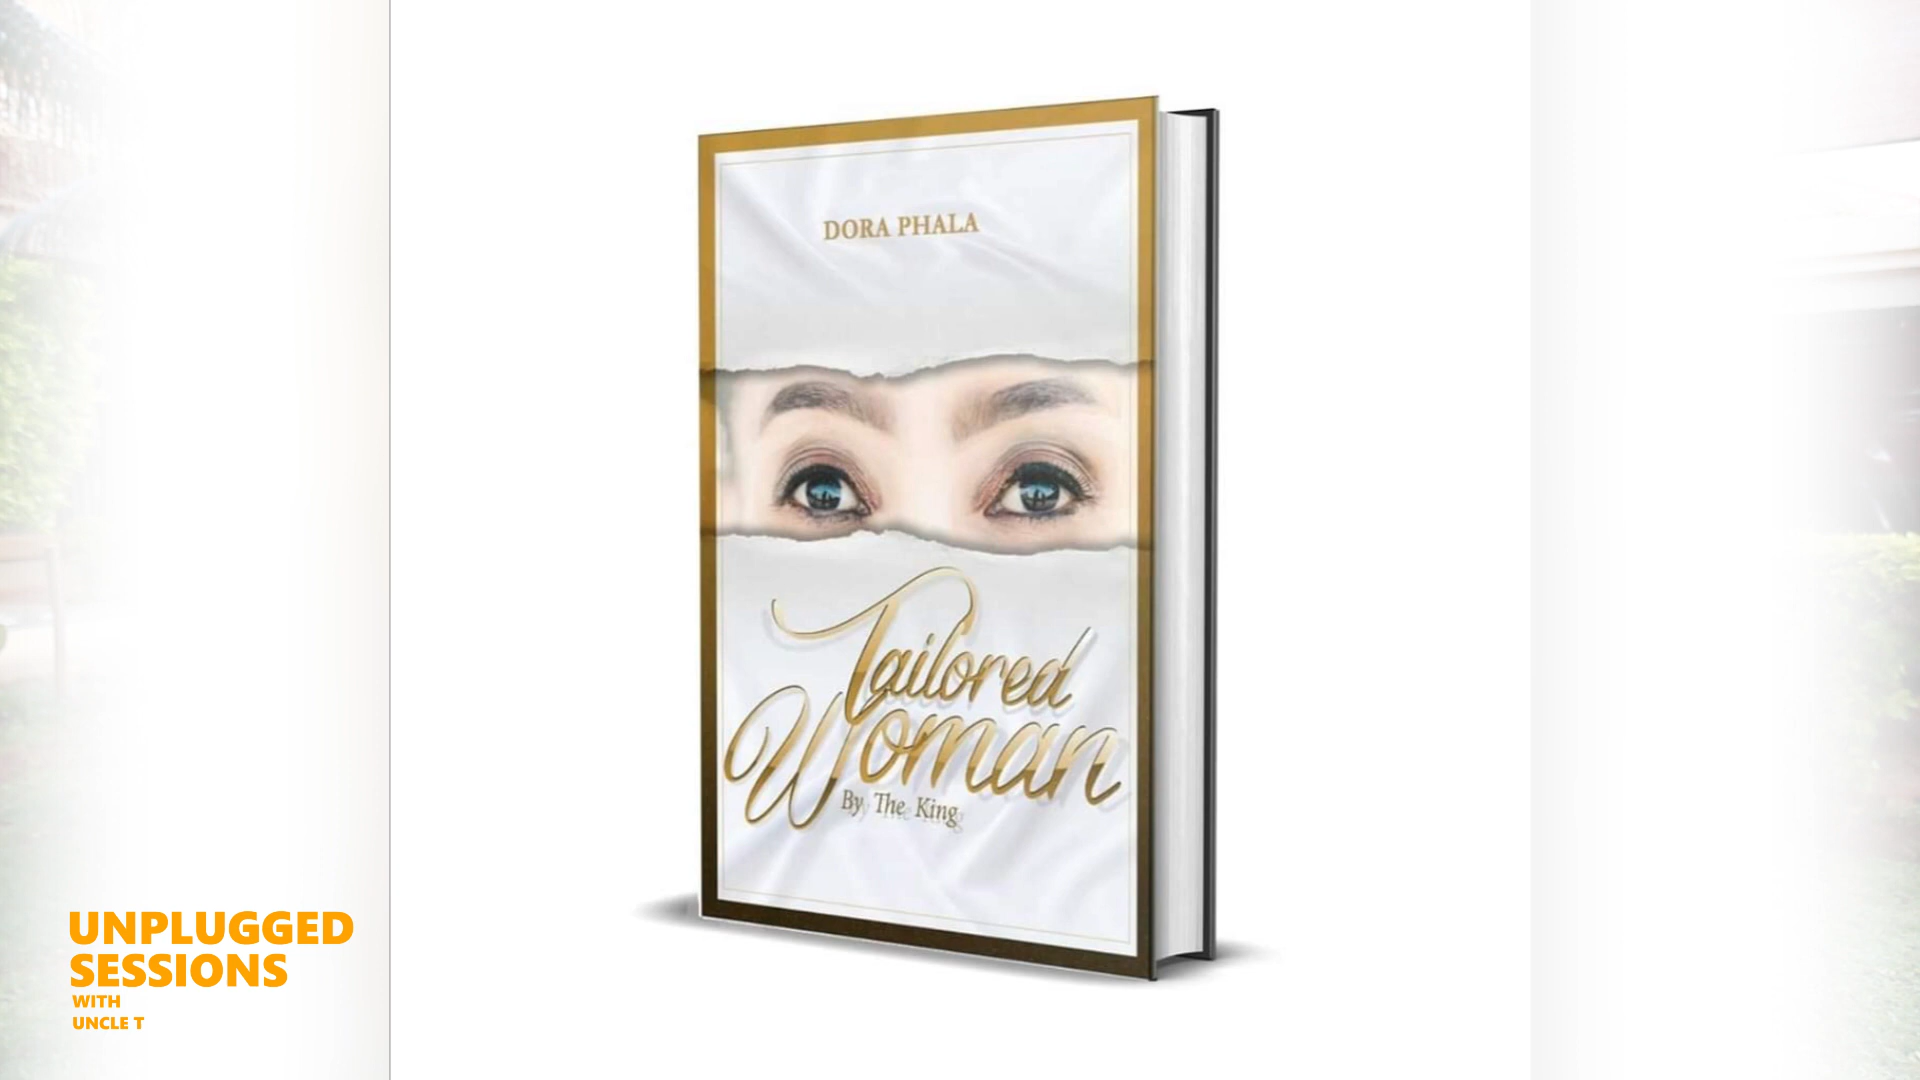 DORA PHALA
Tailored
Woman
By The King
UNPLUGGED
SESSIONS
WITH
UNCLE T